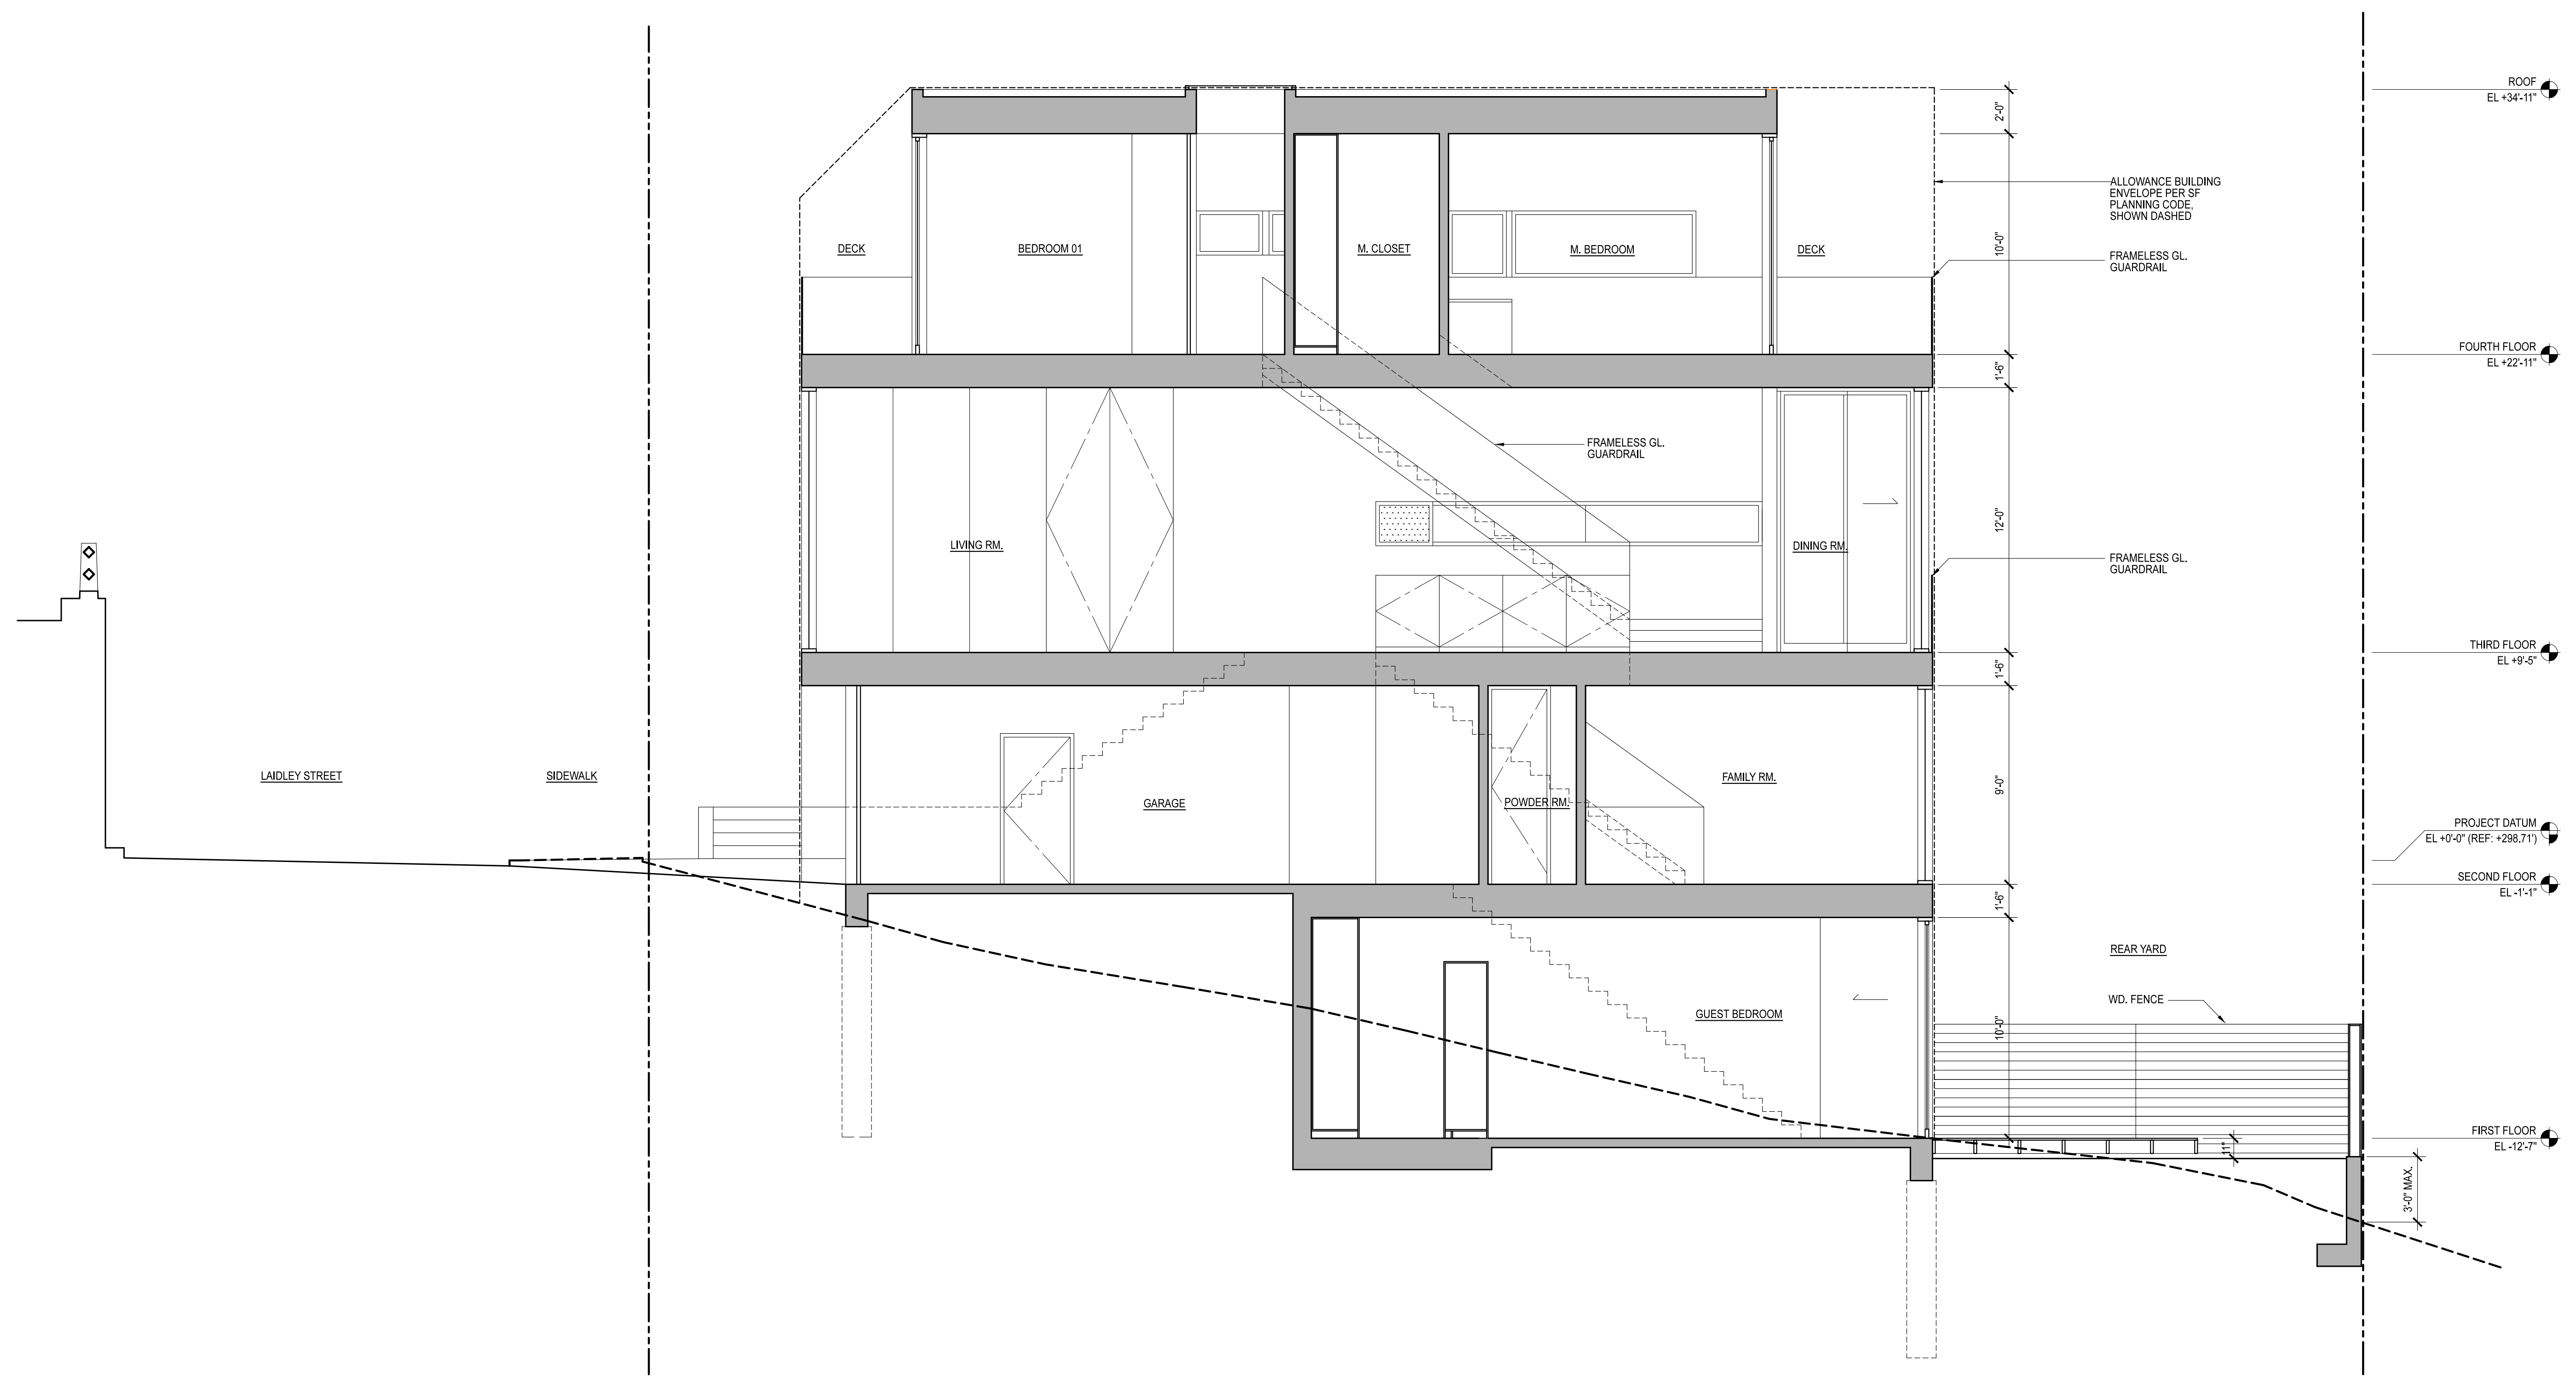 ROOF
EL +34'-11"
2'-0"
ALLOWANCE BUILDING
ENVELOPE PER SF
PLANNING CODE,
SHOWN DASHED
DECK
BEDROOM 01
M. CLOSET
M. BEDROOM
DECK
10'-0"
FRAMELESS GL.
GUARDRAIL
FOURTH FLOOR
EL +22'-11"
1'-6"
FRAMELESS GL.
GUARDRAIL
12'-0"
LIVING RM.
DINING RM.
FRAMELESS GL.
GUARDRAIL
THIRD FLOOR
EL +9'-5"
1'-6"
LAIDLEY STREET
SIDEWALK
GARAGE
POWDER RM.
FAMILY RM.
9'-0"
PROJECT DATUM
EL +0'-0" (REF: +298.71')
SECOND FLOOR
EL -1'-1"
1'-6"
REAR YARD
WD. FENCE
GUEST BEDROOM
10'-0"
FIRST FLOOR
EL -12'-7"
11"
3'-0" MAX.